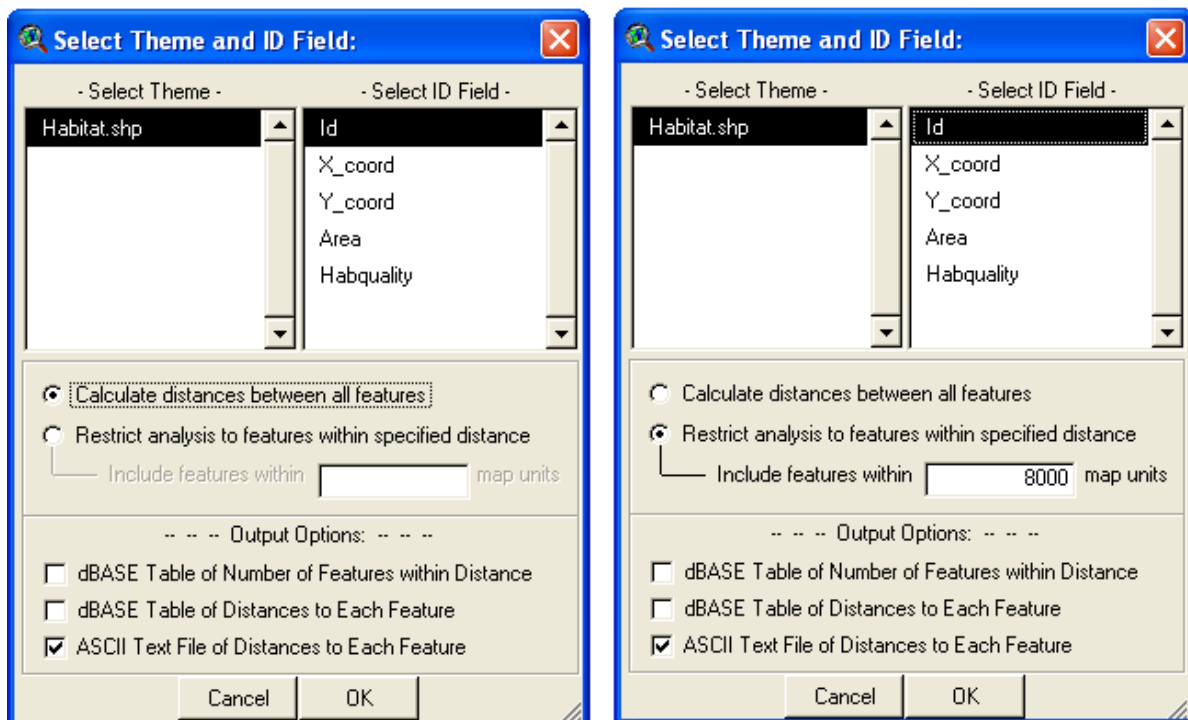 Select Theme and ID Field:
- Select Theme -
- Select ID Field -
Habitat.shp
Id
X_coord
Y_coord
Area
Habquality
Calculate distances between all features
Restrict analysis to features within specified distance
Include features within map units
-- -- -- Output Options: -- -- --
dBASE Table of Number of Features within Distance
dBASE Table of Distances to Each Feature
ASCII Text File of Distances to Each Feature
Cancel
OK
Select Theme and ID Field:
- Select Theme -
- Select ID Field -
Habitat.shp
Id
X_coord
Y_coord
Area
Habquality
Calculate distances between all features
Restrict analysis to features within specified distance
Include features within 8000 map units
-- -- -- Output Options: -- -- --
dBASE Table of Number of Features within Distance
dBASE Table of Distances to Each Feature
ASCII Text File of Distances to Each Feature
Cancel
OK